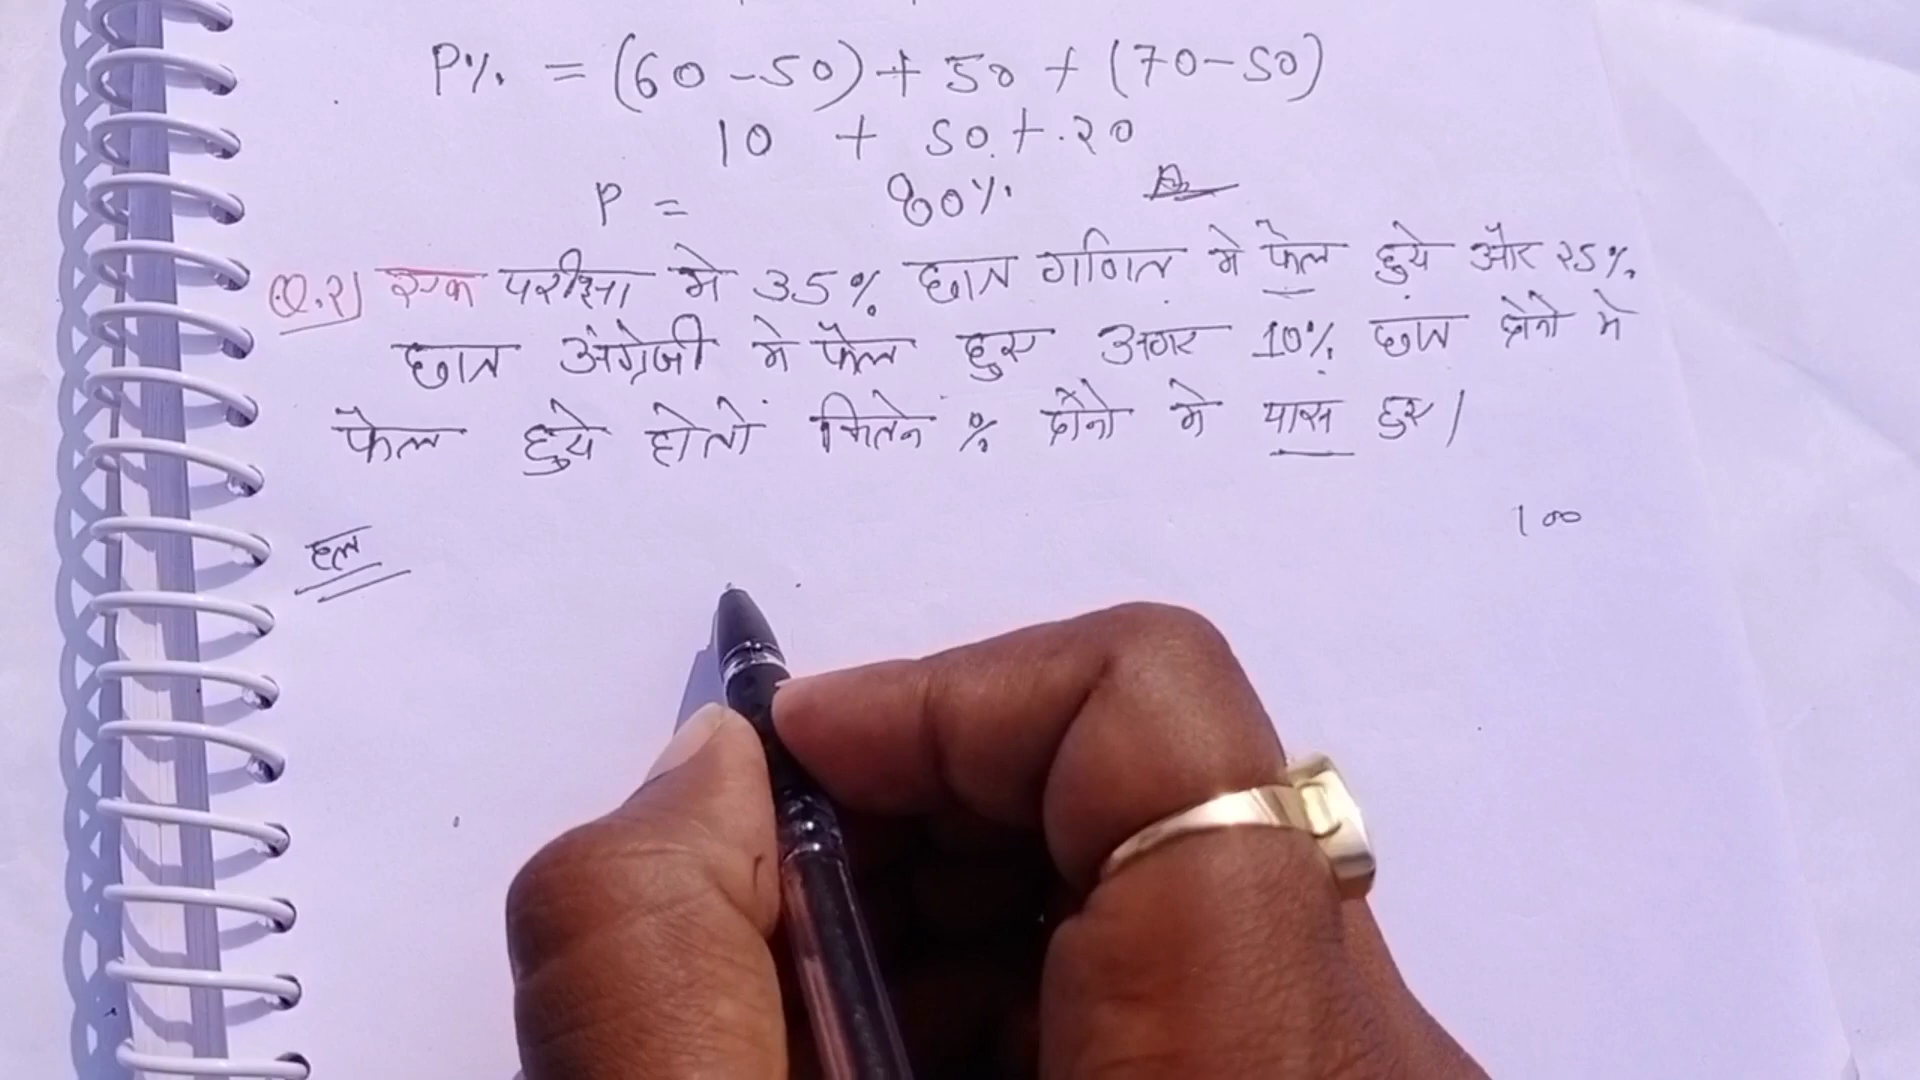 P% = (60 - 50) + 50 + (70 - 50)
10 + 50 + 20
P = 80%
Q.2) एक परीक्षा मे 35% छात्र गणित मे फैल हुये और 25%
छात्र अंग्रेजी मे फैल हुए अगर 10% छात्र दोनो मे
फैल हुये हो तो कितने % दोनो मे पास हुए।
100
हल